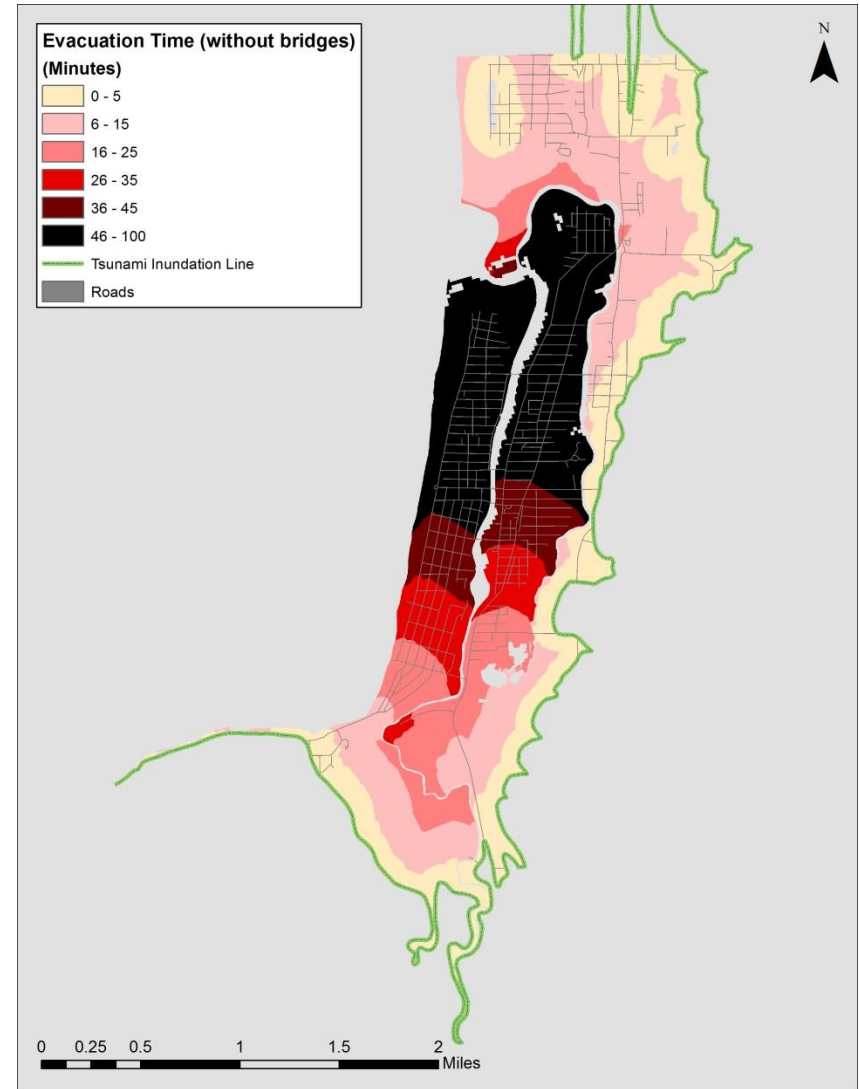 Evacuation Time (without bridges)
(Minutes)
0 - 5
6 - 15
16 - 25
26 - 35
36 - 45
46 - 100
Tsunami Inundation Line
Roads
N
0 0.25 0.5 1 1.5 2
Miles